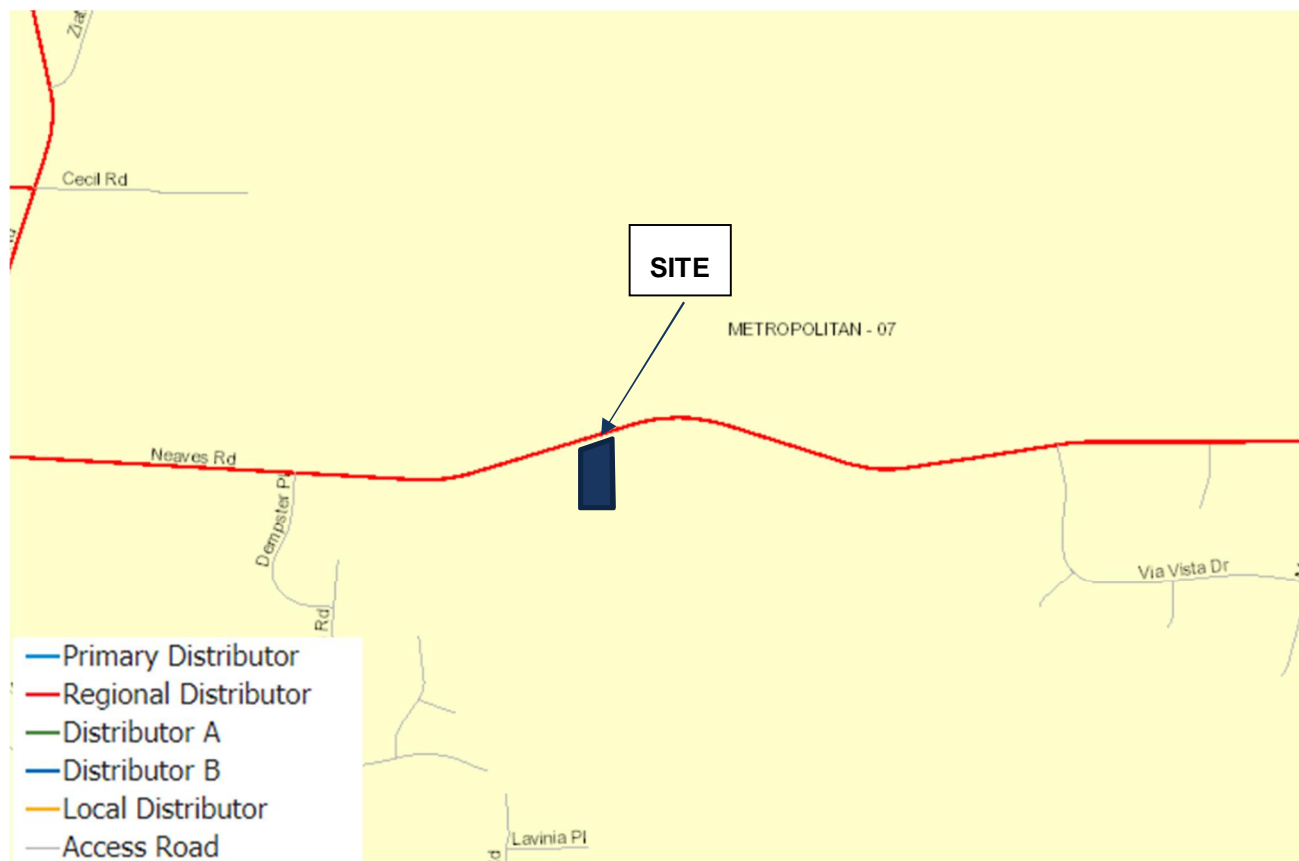 Cecil Rd
SITE
METROPOLITAN - 07
Neaves Rd
Dempster Pl
Rd
Via Vista Dr
Primary Distributor
Regional Distributor
Distributor A
Distributor B
Local Distributor
Access Road
Lavinia Pl